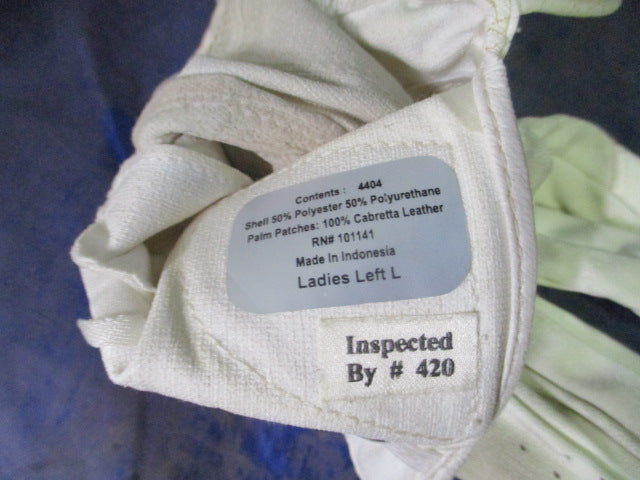 Contents : 4404
Shell 50% Polyester 50% Polyurethane
Palm Patches: 100% Cabretta Leather
RN# 101141
Made In Indonesia
Ladies Left L
Inspected
By # 420